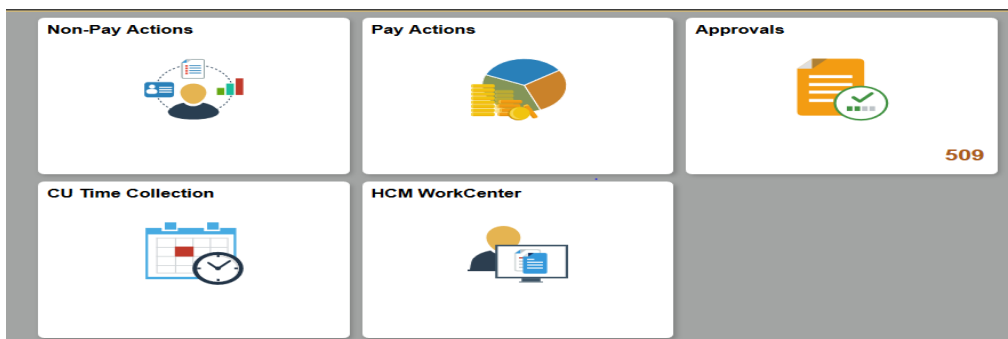 Non-Pay Actions
Pay Actions
Approvals
509
CU Time Collection
HCM WorkCenter